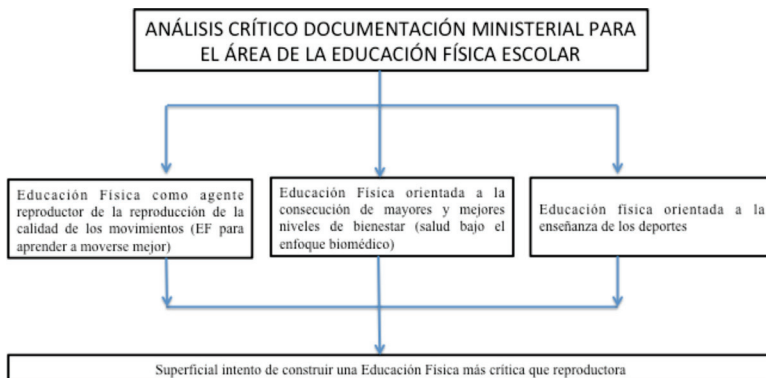 ANÁLISIS CRÍTICO DOCUMENTACIÓN MINISTERIAL PARA
EL ÁREA DE LA EDUCACIÓN FÍSICA ESCOLAR
Educación Física como agente
reproductor de la reproducción de la
calidad de los movimientos (EF para
aprender a moverse mejor)
Educación Física orientada a la
consecución de mayores y mejores
niveles de bienestar (salud bajo el
enfoque biomédico)
Educación física orientada a la
enseñanza de los deportes
Superficial intento de construir una Educación Física más crítica que reproductora